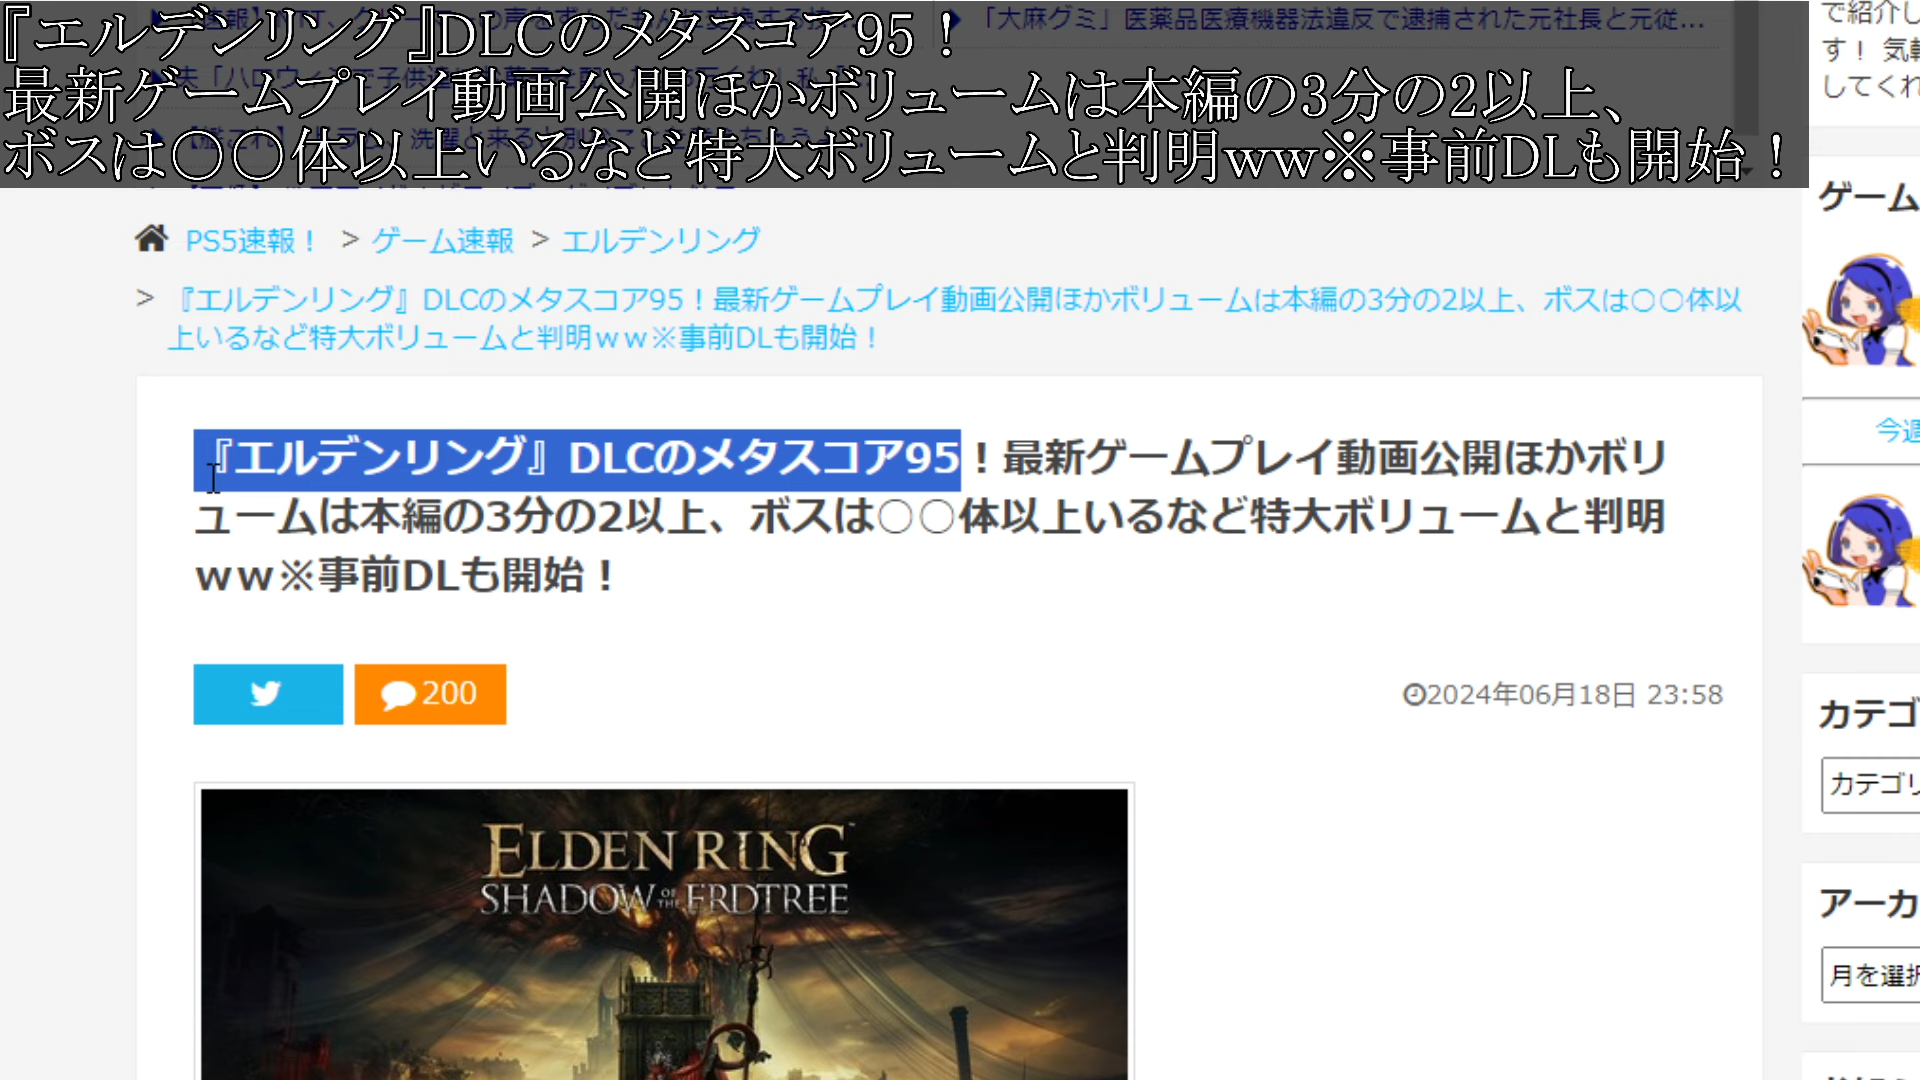 『エルデンリング』DLCのメタスコア95！
最新ゲームプレイ動画公開ほかボリュームは本編の3分の2以上、
ボスは○○体以上いるなど特大ボリュームと判明ww※事前DLも開始！
「大麻グミ」医薬品医療機器法違反で逮捕された元社長と元従...
で紹介し
す！ 気軽
してくれ
PS5速報！ > ゲーム速報 > エルデンリング
> 『エルデンリング』DLCのメタスコア95！最新ゲームプレイ動画公開ほかボリュームは本編の3分の2以上、ボスは○○体以
上いるなど特大ボリュームと判明ｗｗ※事前DLも開始！
『エルデンリング』DLCのメタスコア95！最新ゲームプレイ動画公開ほかボリ
ュームは本編の3分の2以上、ボスは○○体以上いるなど特大ボリュームと判明
ｗｗ※事前DLも開始！
200
2024年06月18日 23:58
ELDEN RING™
SHADOW OF THE ERDTREE
ゲーム
今週
カテゴ
カテゴリ
アーカ
月を選択